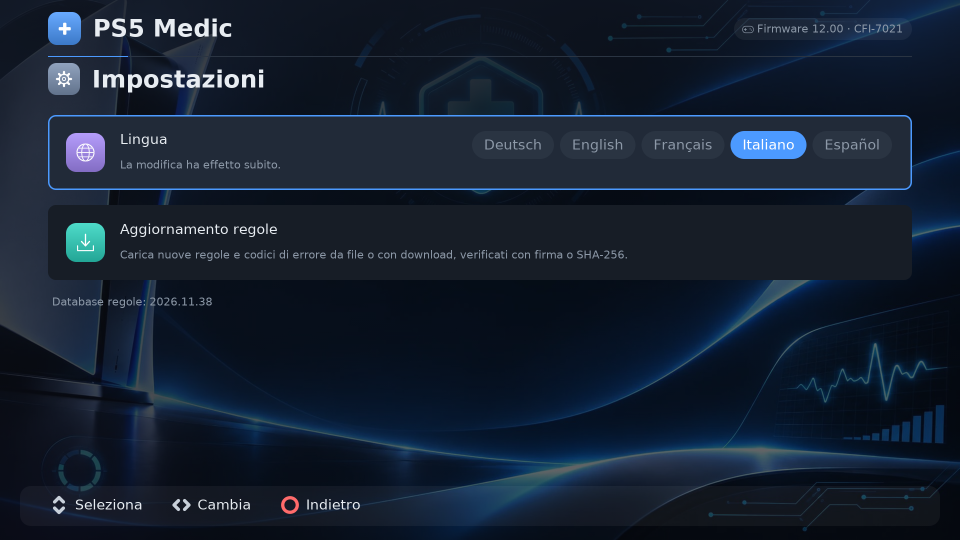 PS5 Medic
Firmware 12.00 · CFI-7021
Impostazioni
Lingua
La modifica ha effetto subito.
Deutsch English Français Italiano Español
Aggiornamento regole
Carica nuove regole e codici di errore da file o con download, verificati con firma o SHA-256.
Database regole: 2026.11.38
Seleziona Cambia Indietro